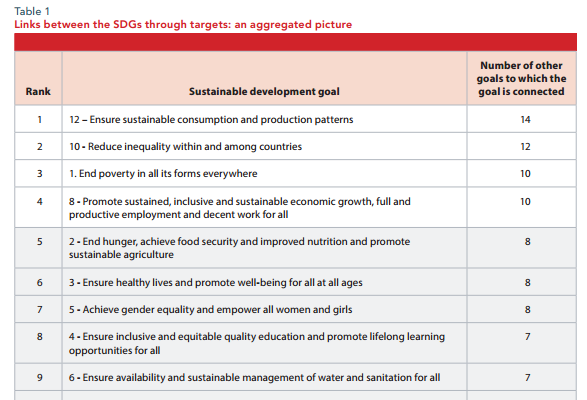 Table 1
Links between the SDGs through targets: an aggregated picture
Number of other
goals to which the
Rank Sustainable development goal goal is connected
1 12 – Ensure sustainable consumption and production patterns 14
2 10 - Reduce inequality within and among countries 12
3 1. End poverty in all its forms everywhere 10
4 8 - Promote sustained, inclusive and sustainable economic growth, full and 10
productive employment and decent work for all
5 2 - End hunger, achieve food security and improved nutrition and promote 8
sustainable agriculture
6 3 - Ensure healthy lives and promote well-being for all at all ages 8
7 5 - Achieve gender equality and empower all women and girls 8
8 4 - Ensure inclusive and equitable quality education and promote lifelong learning 7
opportunities for all
9 6 - Ensure availability and sustainable management of water and sanitation for all 7